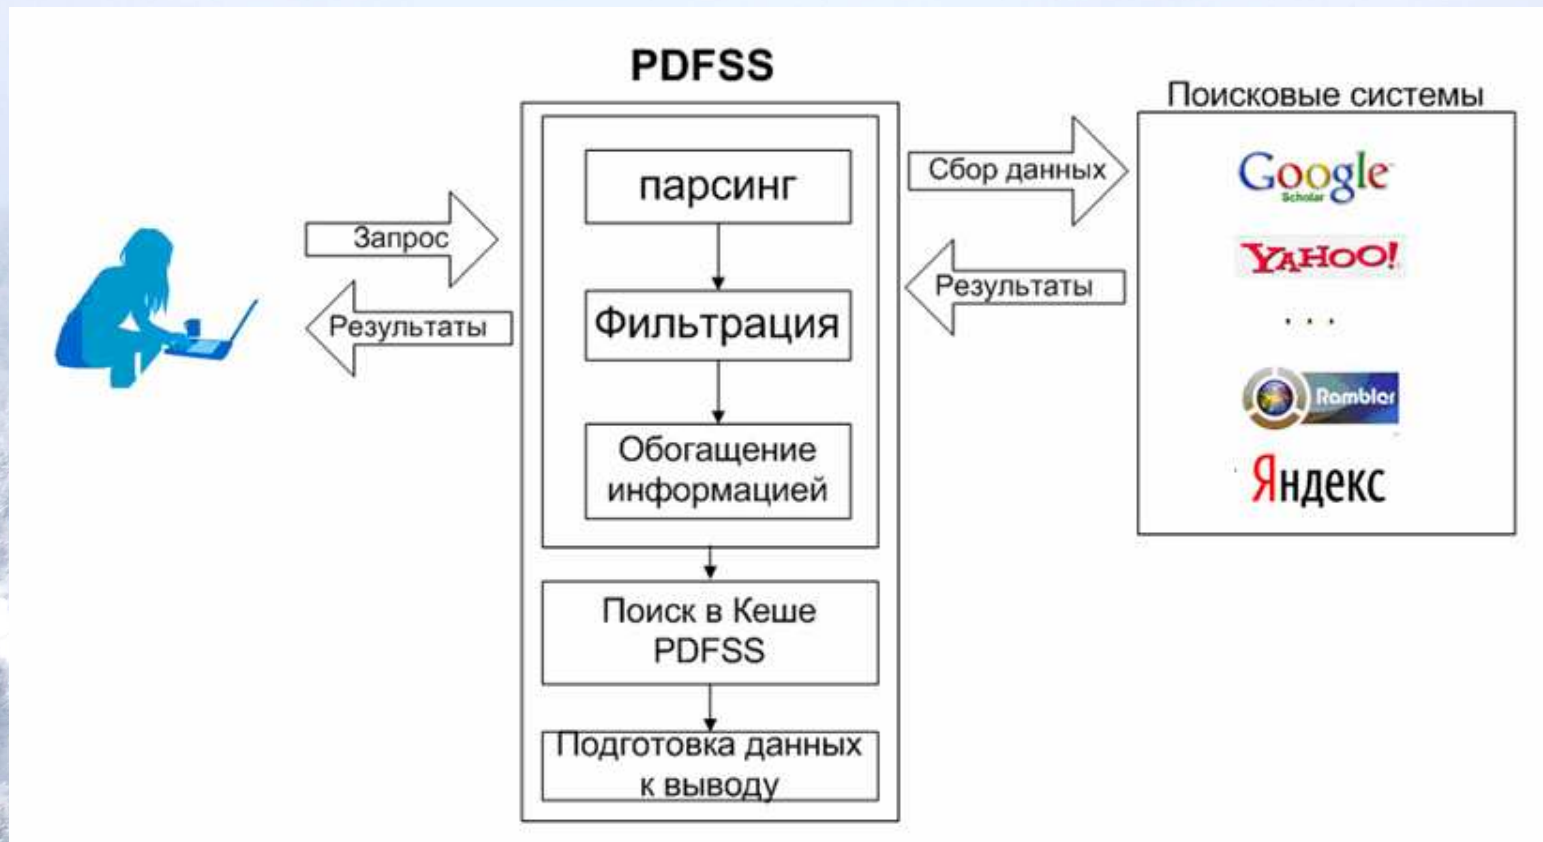 PDFSS
Поисковые системы
парсинг
Сбор данных
Google
Scholar
Запрос
YAHOO!
Результаты
Фильтрация
Результаты
. . .
Rambler
Обогащение
информацией
Яндекс
Поиск в Кеше
PDFSS
Подготовка данных
к выводу